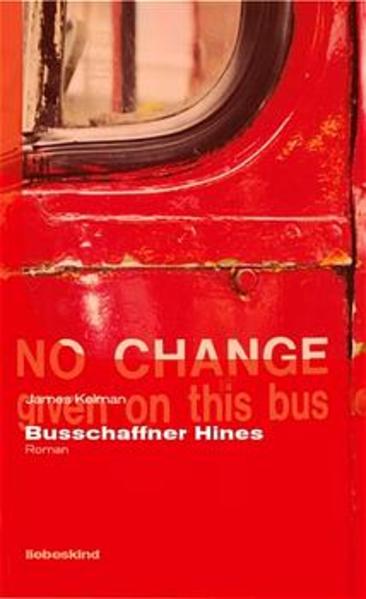 NO CHANGE
James Kelman
given on this bus
Busschaffner Hines
Roman
liebeskind